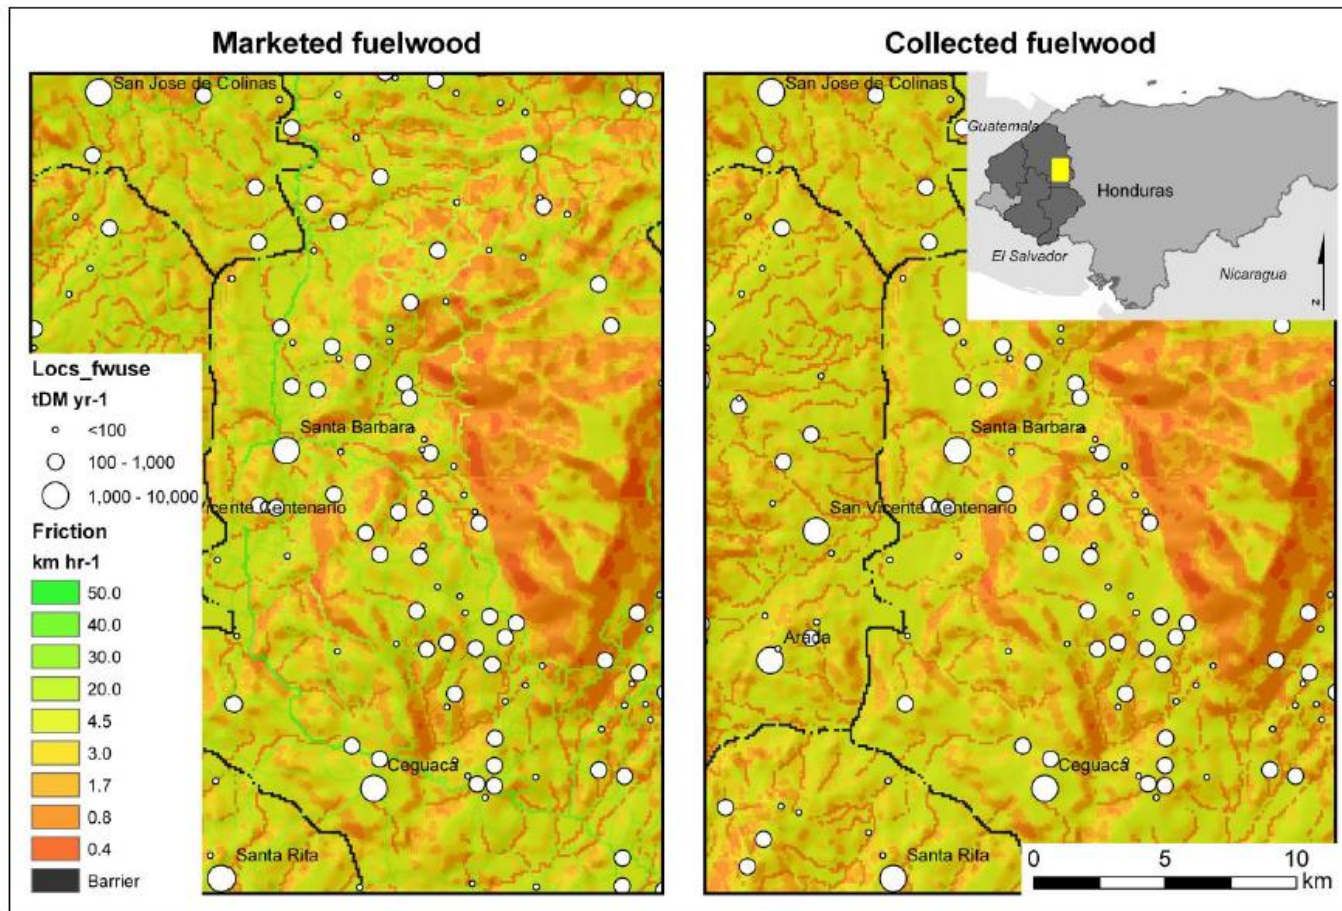 Marketed fuelwood
Collected fuelwood
San Jose de Colinas
Santa Barbara
Vicente Centenario
Ceguaca
Santa Rita
Locs_fwuse
tDM yr-1
<100
100 - 1,000
1,000 - 10,000
Friction
km hr-1
50.0
40.0
30.0
20.0
4.5
3.0
1.7
0.8
0.4
Barrier
San Jose de Colinas
Santa Barbara
San Vicente Centenario
Arada
Ceguaca
Santa Rita
Guatemala
Honduras
El Salvador
Nicaragua
N
0 5 10
km